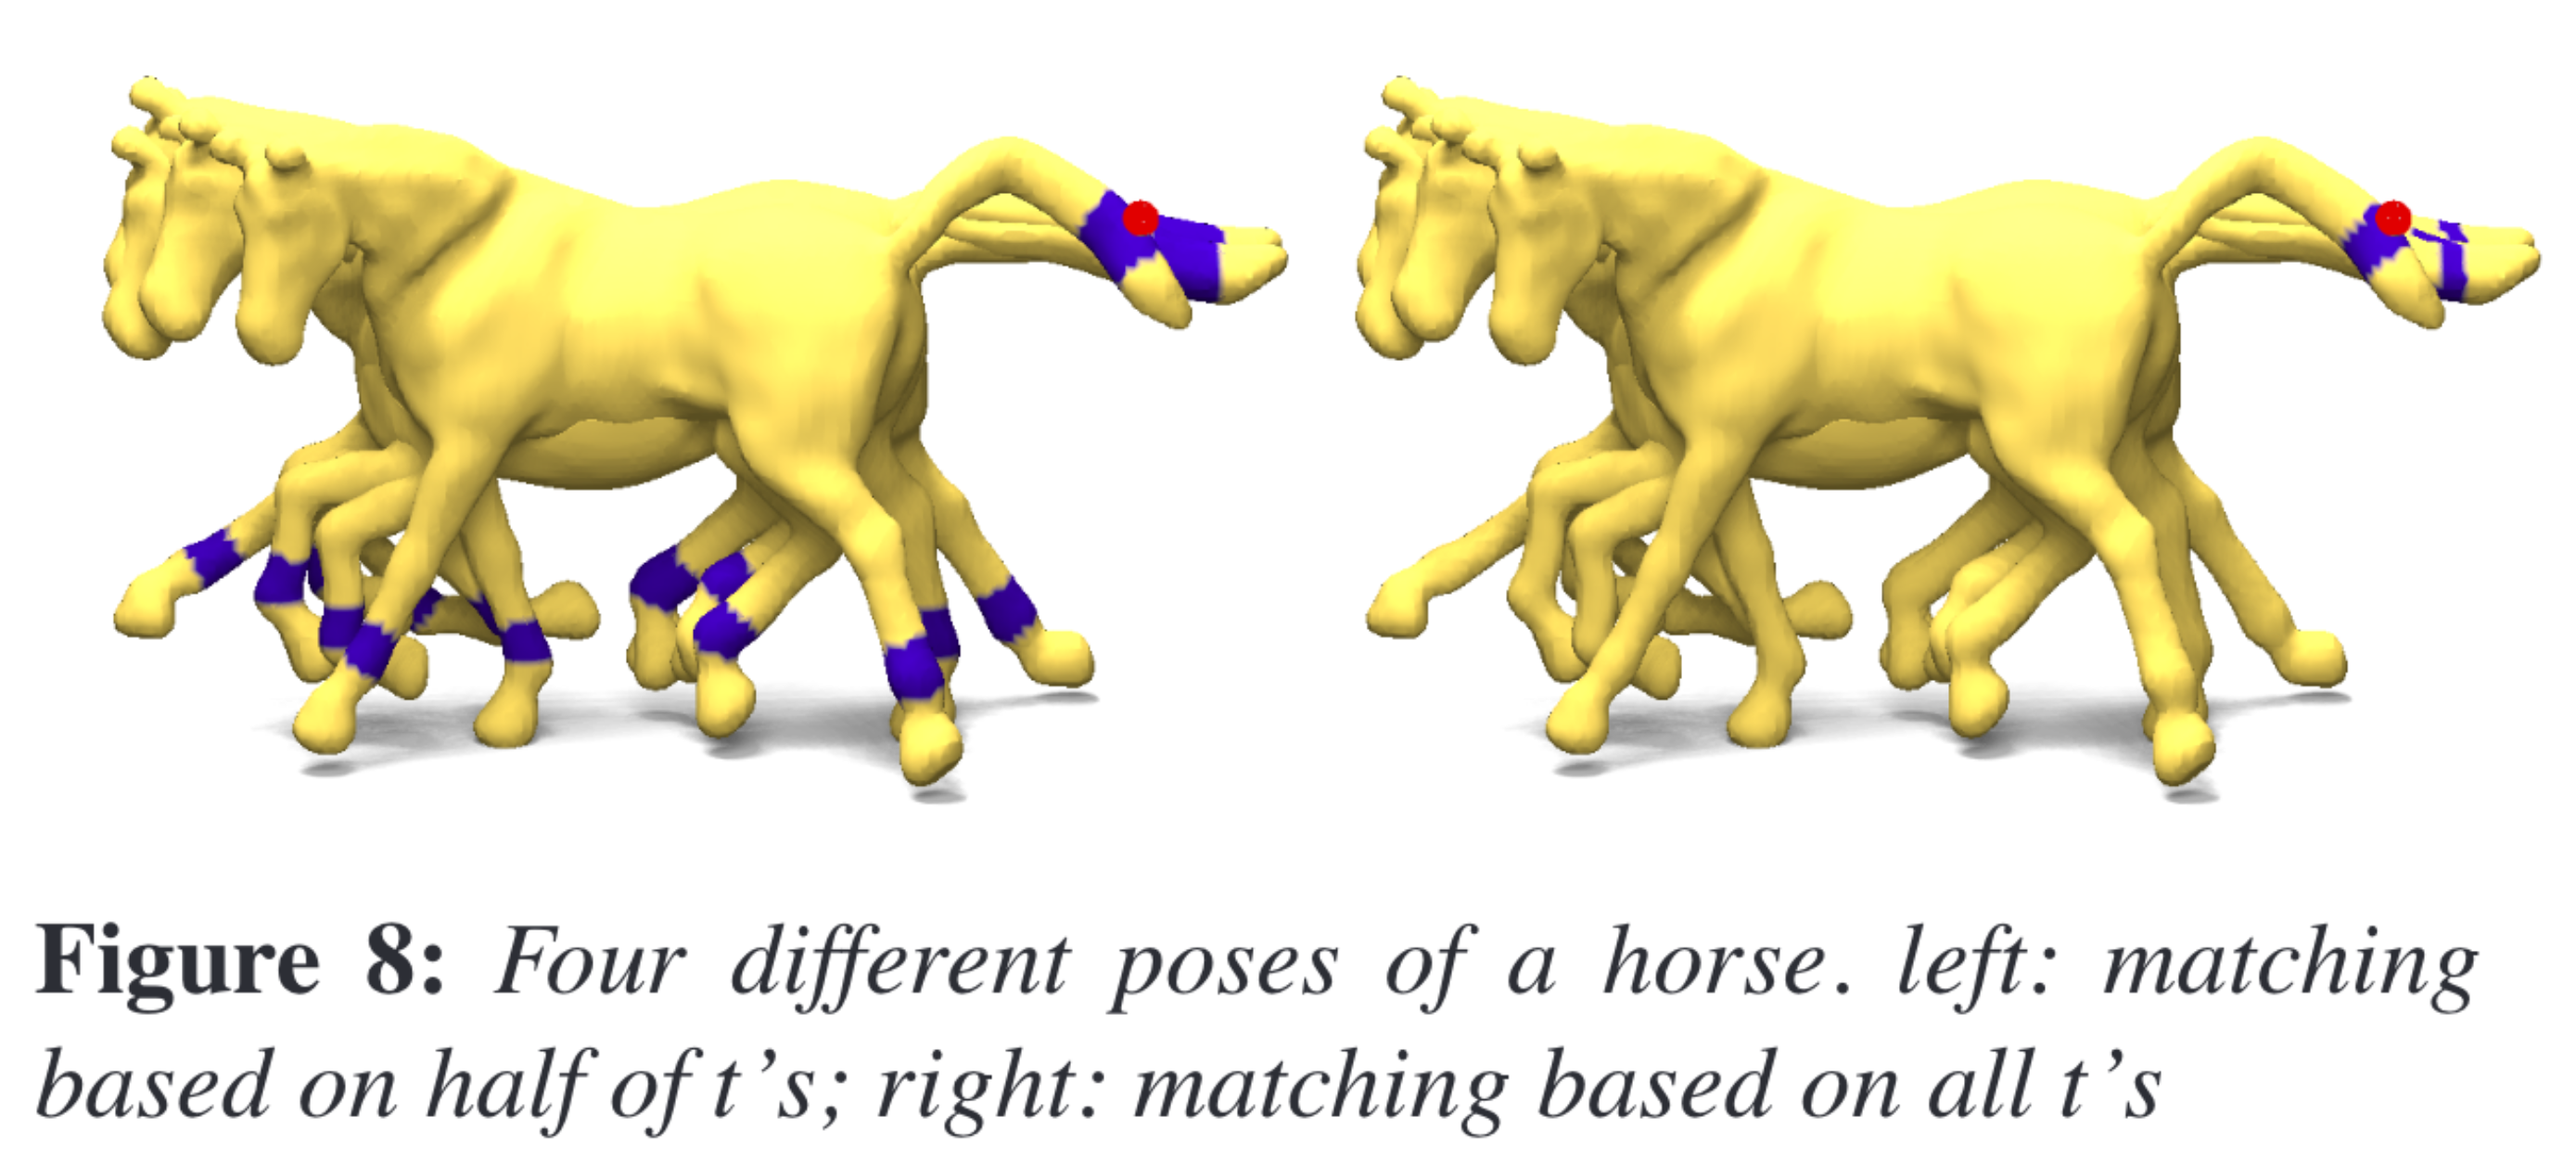 Figure 8: Four different poses of a horse. left: matching
based on half of t’s; right: matching based on all t’s